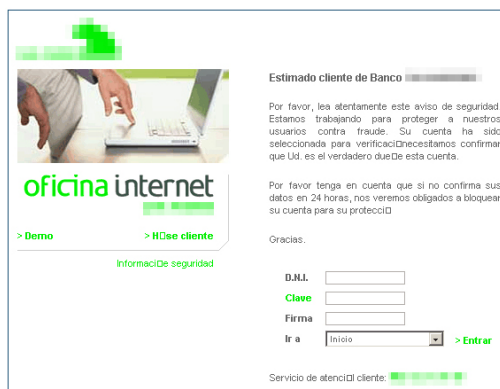 Estimado cliente de Banco
Por favor, lea atentamente este aviso de seguridad.
Estamos trabajando para proteger a nuestros
usuarios contra fraude. Su cuenta ha sido
seleccionada para verificaci□necesitamos confirmar
que Ud. es el verdadero due□e esta cuenta.
Por favor tenga en cuenta que si no confirma sus
datos en 24 horas, nos veremos obligados a bloquear
su cuenta para su protecci□
Gracias.
oficina internet
> Demo
> H□se cliente
Informaci□e seguridad
D.N.I.
Clave
Firma
Ir a Inicio > Entrar
Servicio de atenci□l cliente: